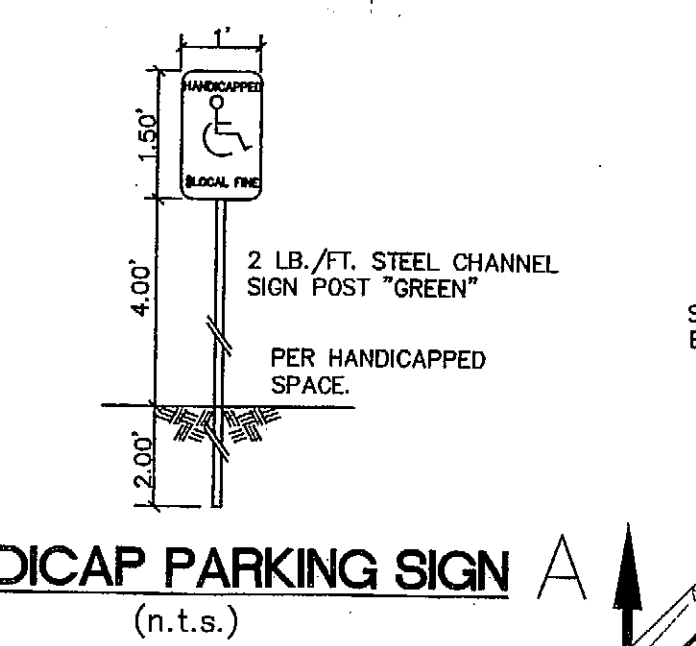 1'
HANDICAPPED
1.50'
$LOCAL FINE
4.00'
2 LB./FT. STEEL CHANNEL
SIGN POST "GREEN"
PER HANDICAPPED
SPACE.
2.00'
DICAP PARKING SIGN
A
(n.t.s.)
S
E